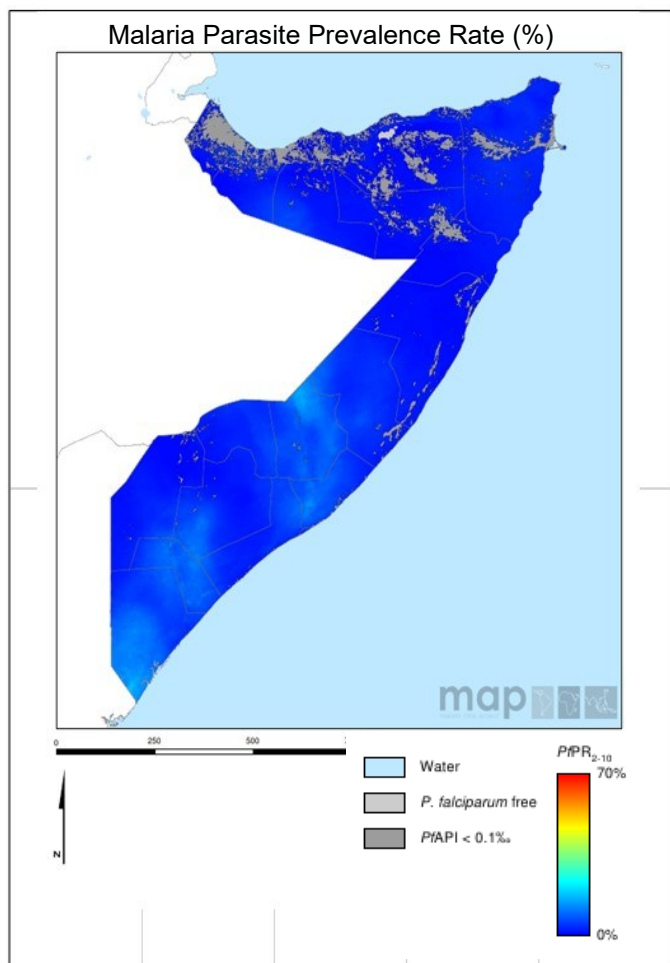 Malaria Parasite Prevalence Rate (%)
map
0 250 500
N
Water
P. falciparum free
PfAPI < 0.1‰
PfPR2-10
70%
0%